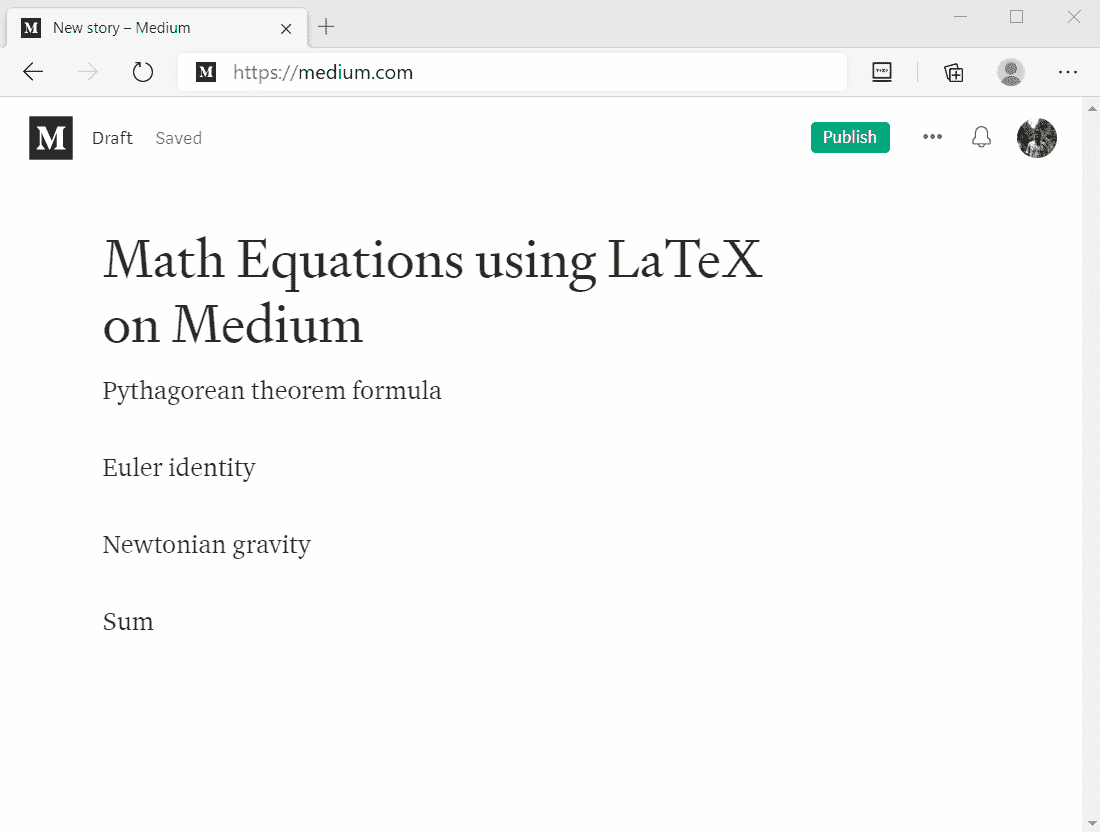 M New story – Medium
M https://medium.com
M Draft Saved Publish
Math Equations using LaTeX
on Medium
Pythagorean theorem formula
Euler identity
Newtonian gravity
Sum